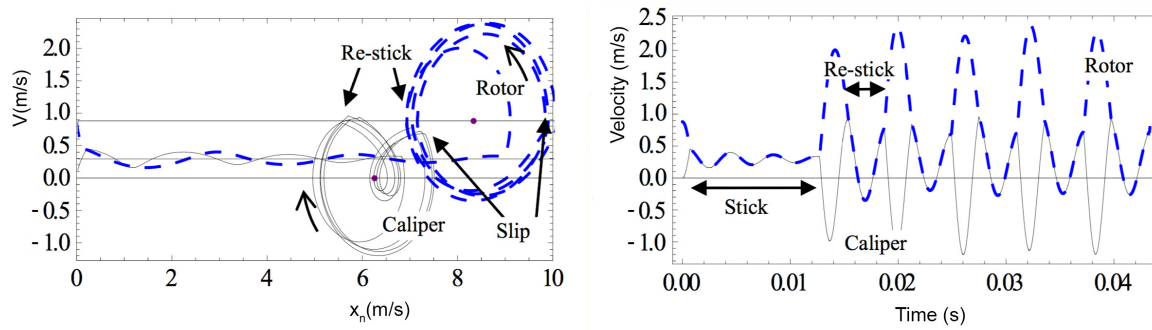 2.0
1.5
1.0
0.5
0.0
- 0.5
- 1.0
V(m/s)
Re-stick
Rotor
Caliper
Slip
0
2
4
6
8
10
xn(m/s)
2.5
2.0
1.5
1.0
0.5
0.0
- 0.5
- 1.0
Velocity (m/s)
Re-stick
Rotor
Stick
Caliper
0.00
0.01
0.02
0.03
0.04
Time (s)